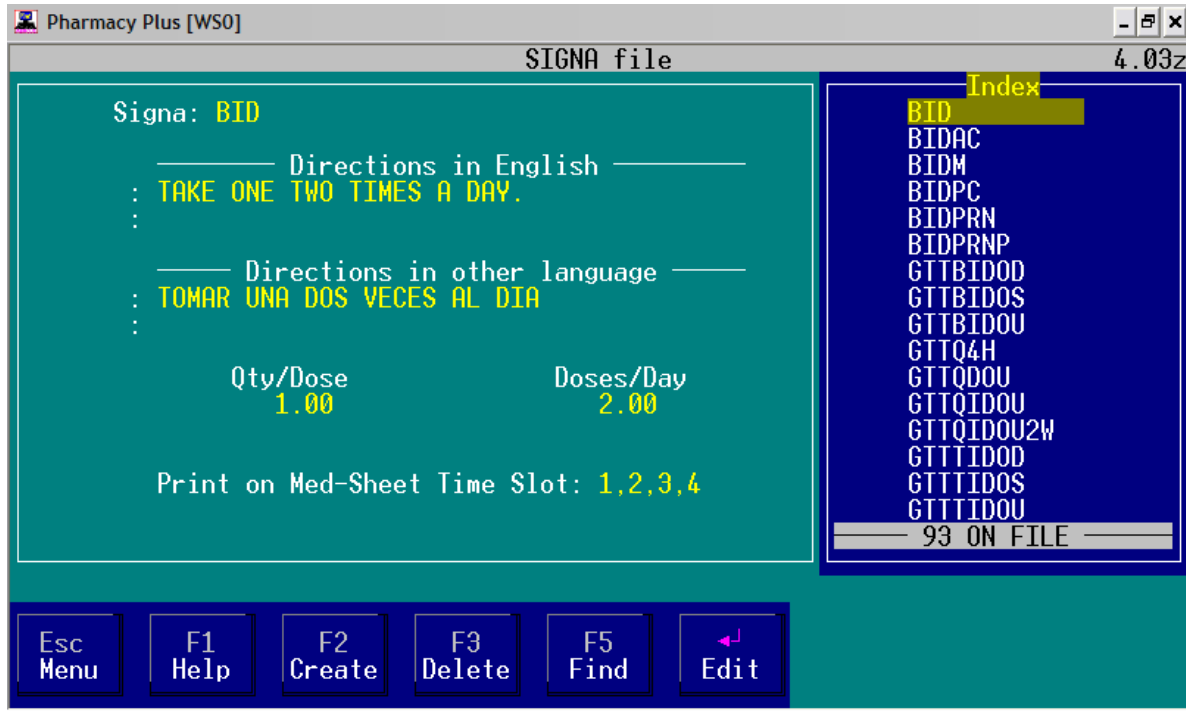 Pharmacy Plus [WS0]
SIGNA file 4.03z
Signa: BID
Directions in English
: TAKE ONE TWO TIMES A DAY.
:
Directions in other language
: TOMAR UNA DOS VECES AL DIA
:
Qty/Dose Doses/Day
1.00 2.00
Print on Med-Sheet Time Slot: 1,2,3,4
Index
BID
BIDAC
BIDM
BIDPC
BIDPRN
BIDPRNP
GTTBIDOD
GTTBIDOS
GTTBIDOU
GTTQ4H
GTTQDOU
GTTQIDOU
GTTQIDOU2W
GTTTIDOD
GTTTIDOS
GTTTIDOU
93 ON FILE
Esc F1 F2 F3 F5
Menu Help Create Delete Find Edit